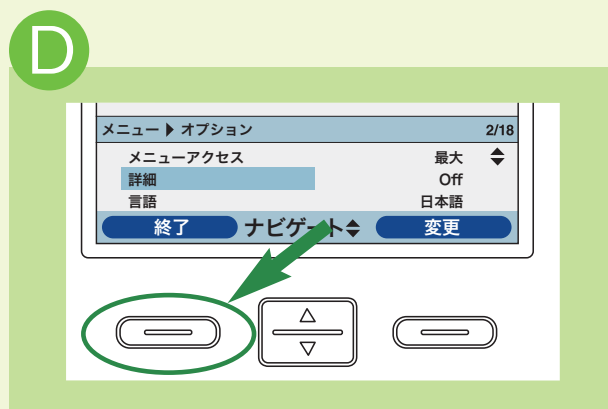 D
メニュー ▶ オプション 2/18
メニューアクセス 最大
詳細 Off
言語 日本語
終了 ナビゲート 変更